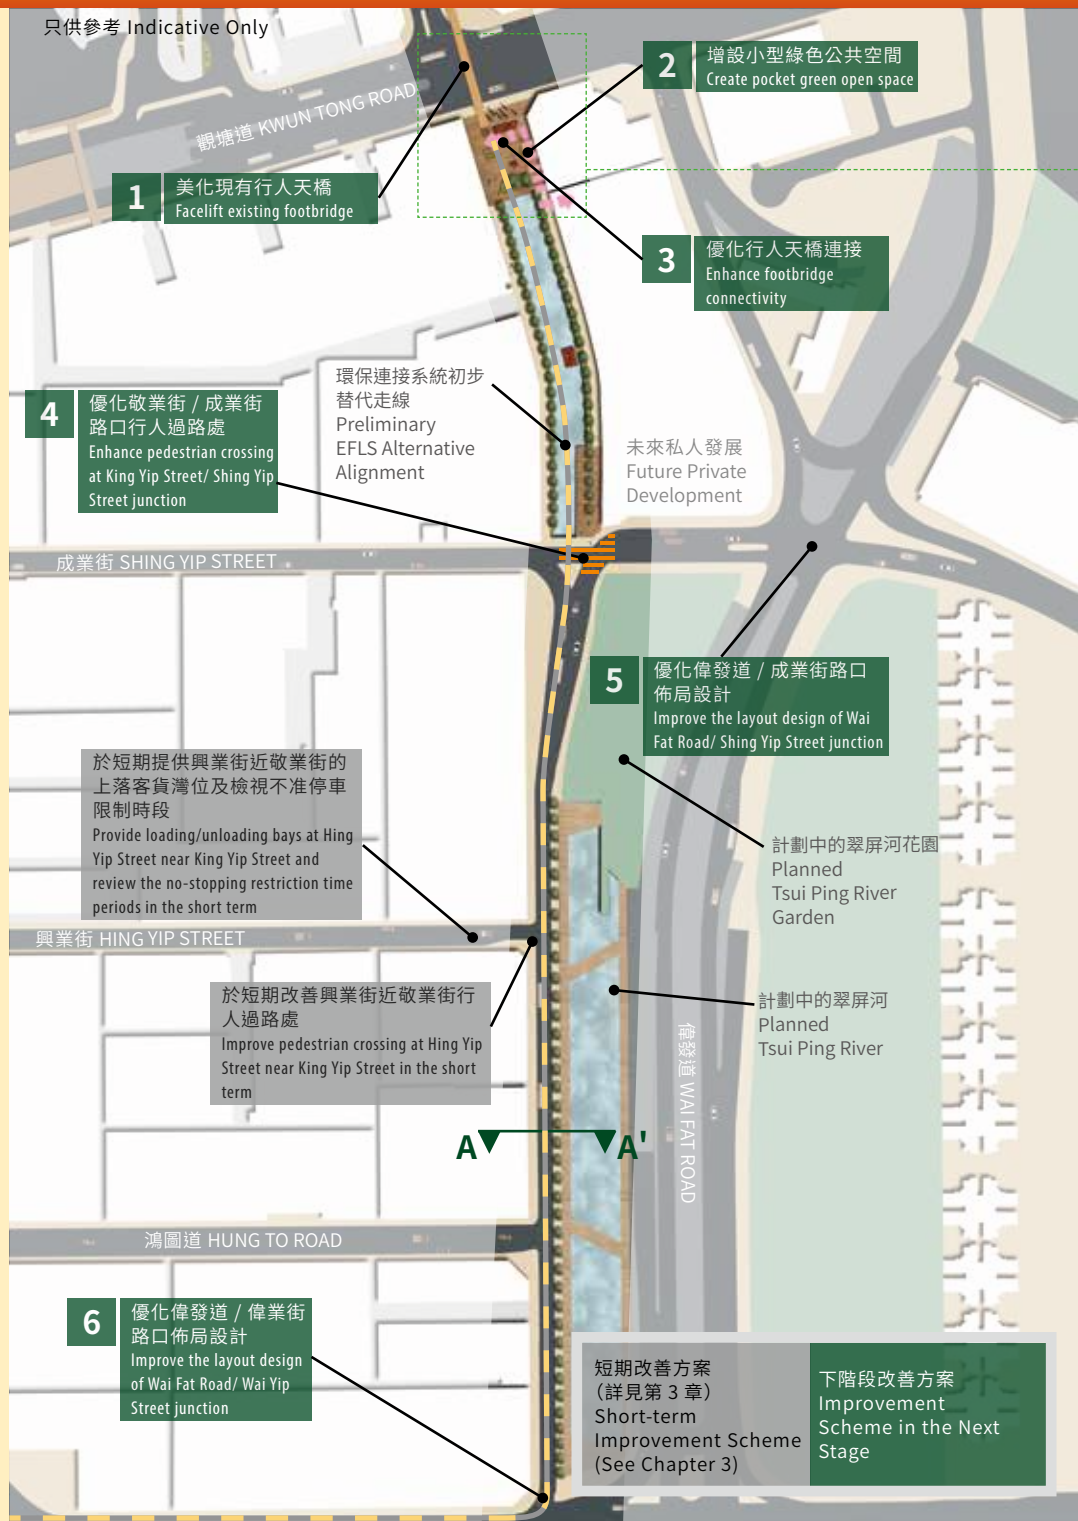 只供參考 Indicative Only
觀塘道 KWUN TONG ROAD
2
增設小型綠色公共空間
Create pocket green open space
1
美化現有行人天橋
Facelift existing footbridge
3
優化行人天橋連接
Enhance footbridge
connectivity
環保連接系統初步
替代走線
Preliminary
EFLS Alternative
Alignment
4
優化敬業街 / 成業街
路口行人過路處
Enhance pedestrian crossing
at King Yip Street/ Shing Yip
Street junction
未來私人發展
Future Private
Development
成業街 SHING YIP STREET
5
優化偉發道 / 成業街路口
佈局設計
Improve the layout design of Wai
Fat Road/ Shing Yip Street junction
於短期提供興業街近敬業街的
上落客貨灣位及檢視不准停車
限制時段
Provide loading/unloading bays at Hing
Yip Street near King Yip Street and
review the no-stopping restriction time
periods in the short term
計劃中的翠屏河花園
Planned
Tsui Ping River
Garden
興業街 HING YIP STREET
於短期改善興業街近敬業街行
人過路處
Improve pedestrian crossing at Hing Yip
Street near King Yip Street in the short
term
計劃中的翠屏河
Planned
Tsui Ping River
偉發道 WAI FAT ROAD
A
A'
鴻圖道 HUNG TO ROAD
6
優化偉發道 / 偉業街
路口佈局設計
Improve the layout design
of Wai Fat Road/ Wai Yip
Street junction
短期改善方案
（詳見第 3 章）
Short-term
Improvement Scheme
(See Chapter 3)
下階段改善方案
Improvement
Scheme in the Next
Stage